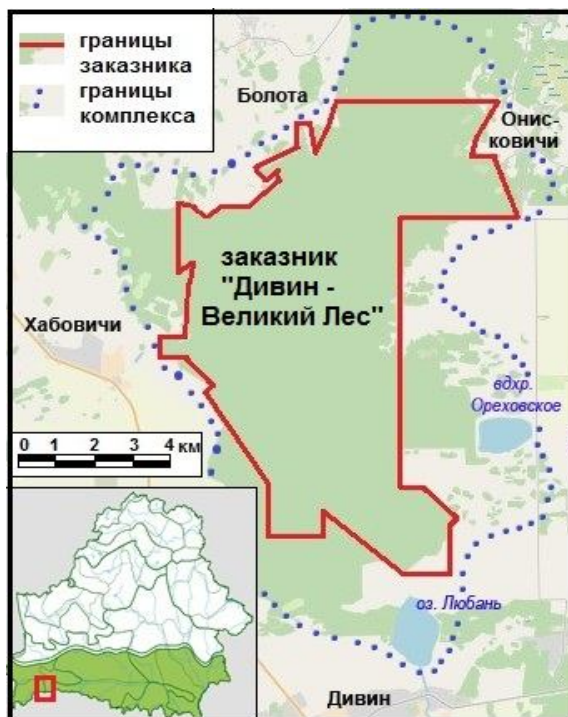 границы
заказника
границы
комплекса
Болота
Онис-
ковичи
заказник
"Дивин -
Великий Лес"
Хабовичи
вдхр.
Ореховское
0 1 2 3 4 км
оз. Любань
Дивин